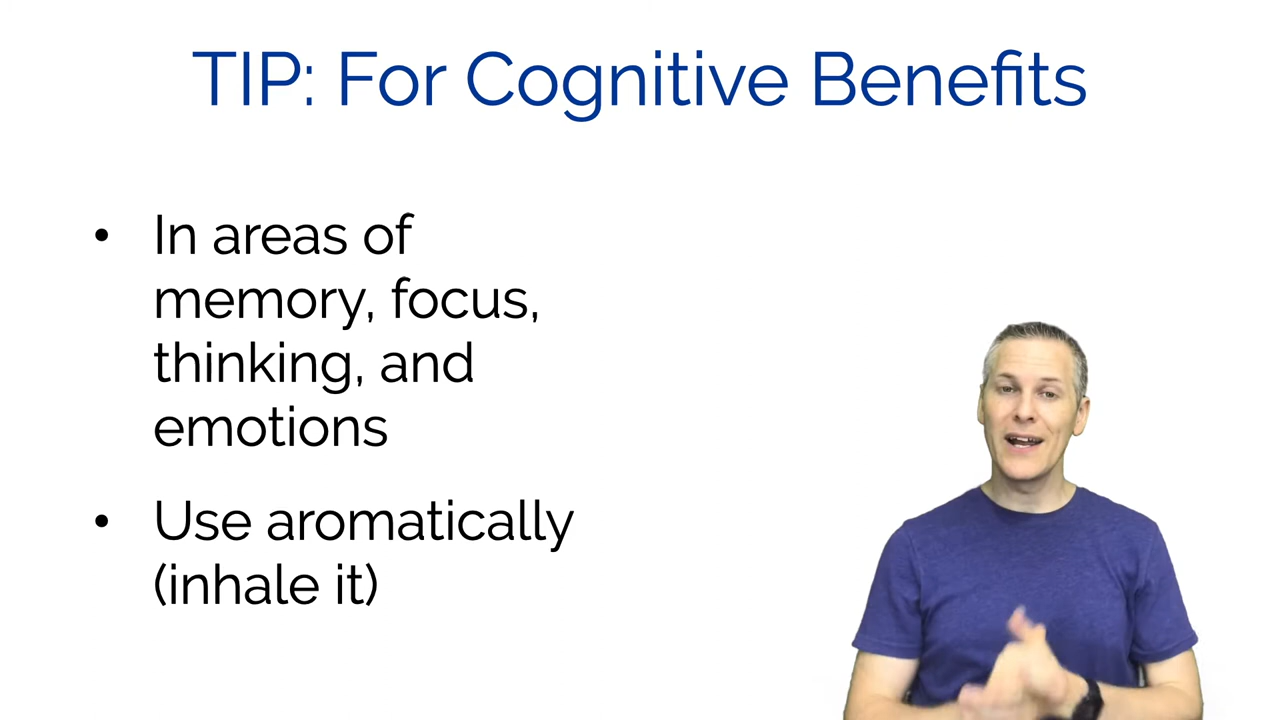 TIP: For Cognitive Benefits
• In areas of
memory, focus,
thinking, and
emotions
• Use aromatically
(inhale it)